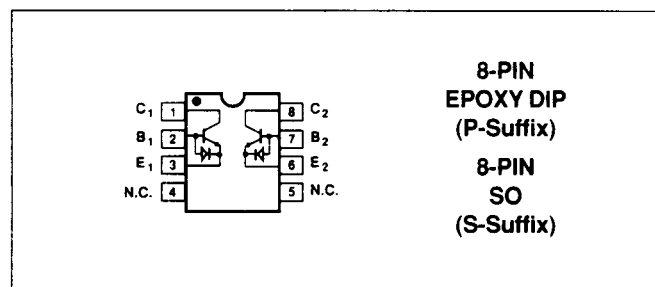 C1 1 8 C2
B1 2 7 B2
E1 3 6 E2
N.C. 4 5 N.C.
8-PIN
EPOXY DIP
(P-Suffix)
8-PIN
SO
(S-Suffix)